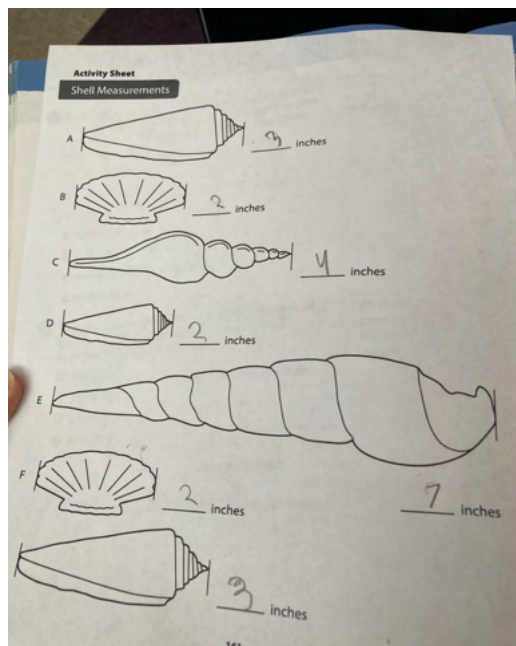 Activity Sheet
Shell Measurements
A 3 inches
B 2 inches
C 4 inches
D 2 inches
E
F 2 inches
7 inches
3 inches